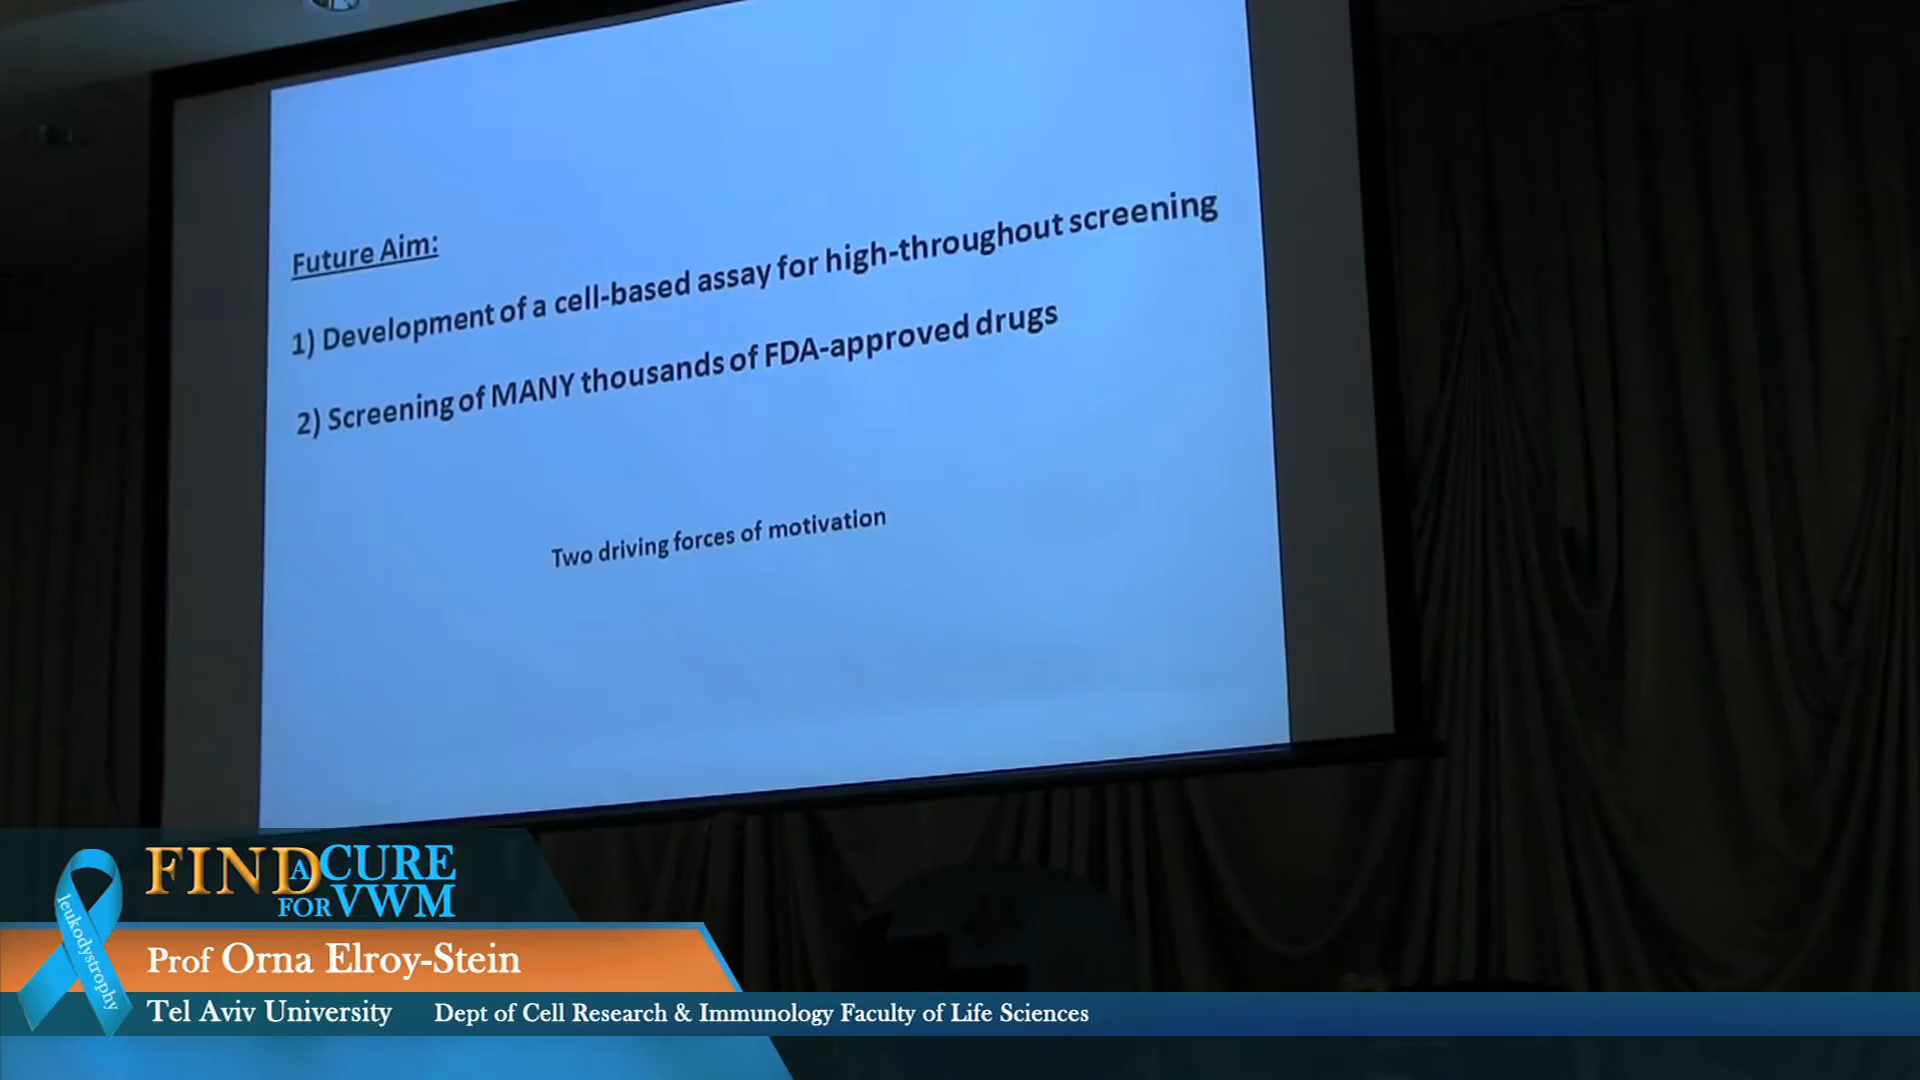 Future Aim:
1) Development of a cell-based assay for high-throughout screening
2) Screening of MANY thousands of FDA-approved drugs
Two driving forces of motivation
FIND A CURE
FOR VWM
leukodystrophy
Prof Orna Elroy-Stein
Tel Aviv University Dept of Cell Research & Immunology Faculty of Life Sciences